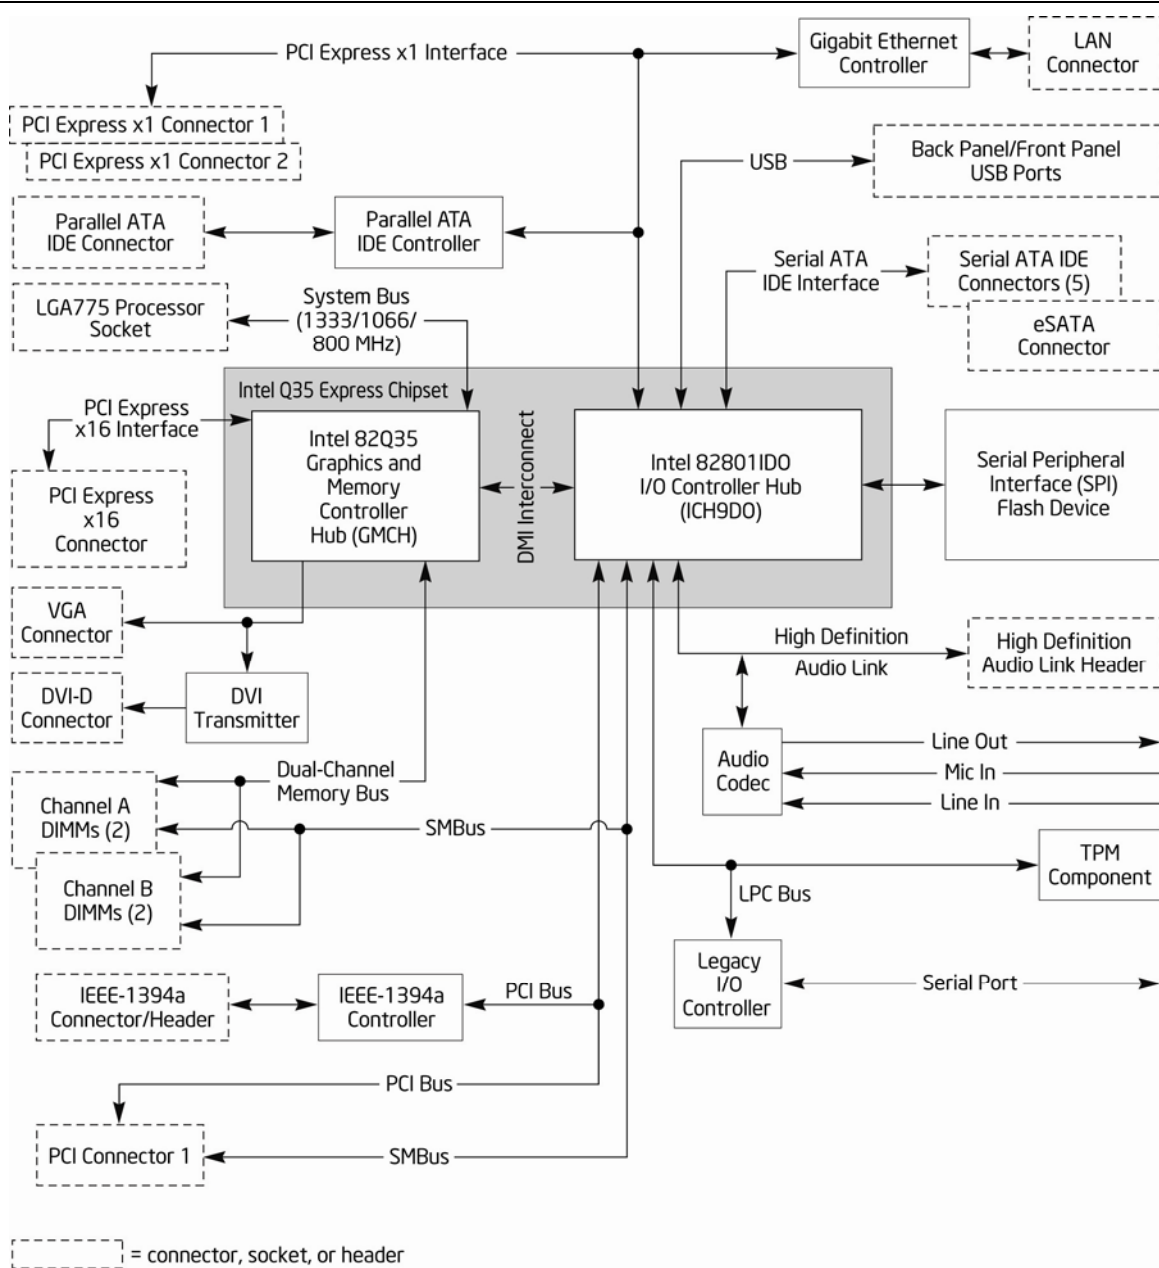 PCI Express x1 Interface
Gigabit Ethernet
Controller
LAN
Connector
PCI Express x1 Connector 1
PCI Express x1 Connector 2
USB
Back Panel/Front Panel
USB Ports
Parallel ATA
IDE Connector
Parallel ATA
IDE Controller
Serial ATA
IDE Interface
Serial ATA IDE
Connectors (5)
eSATA
Connector
LGA775 Processor
Socket
System Bus
(1333/1066/
800 MHz)
Intel Q35 Express Chipset
PCI Express
x16 Interface
Intel 82Q35
Graphics and
Memory
Controller
Hub (GMCH)
DMI Interconnect
Intel 82801IDO
I/O Controller Hub
(ICH9DO)
Serial Peripheral
Interface (SPI)
Flash Device
PCI Express
x16
Connector
VGA
Connector
High Definition
Audio Link
High Definition
Audio Link Header
DVI-D
Connector
DVI
Transmitter
Audio
Codec
Line Out
Mic In
Line In
Dual-Channel
Memory Bus
Channel A
DIMMs (2)
SMBus
Channel B
DIMMs (2)
TPM
Component
LPC Bus
Legacy
I/O
Controller
Serial Port
IEEE-1394a
Connector/Header
IEEE-1394a
Controller
PCI Bus
PCI Bus
PCI Connector 1
SMBus
= connector, socket, or header